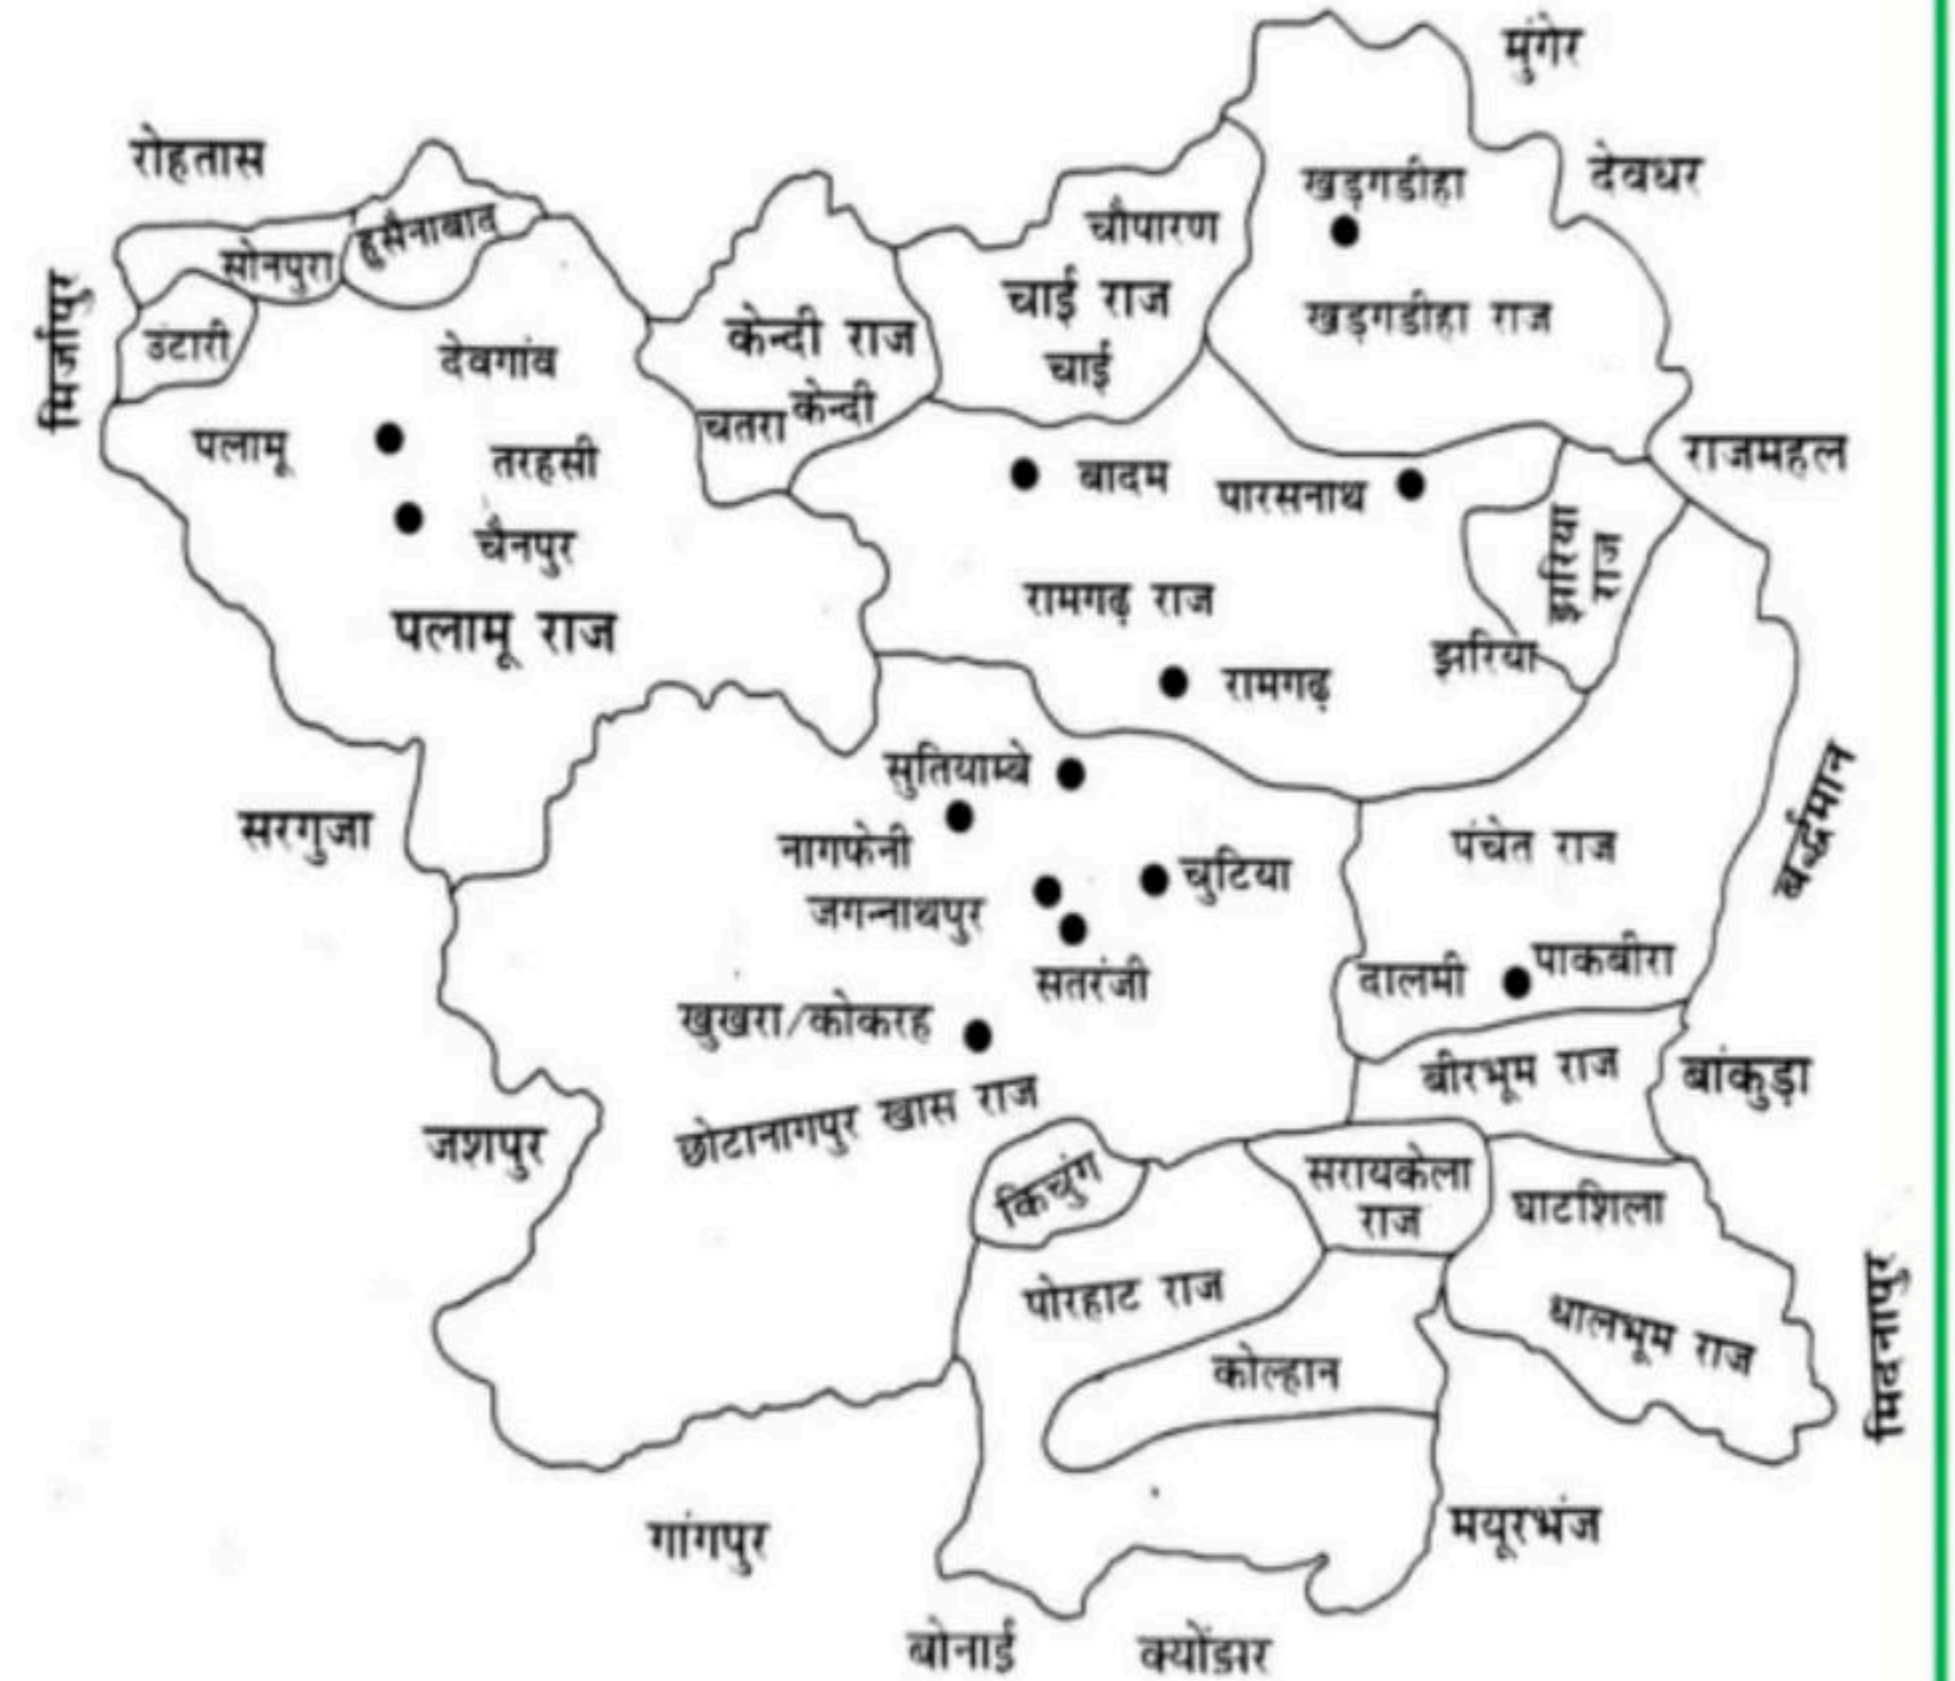 मुंगेर
रोहतास
देवघर
खड़गडीहा
हुसैनाबाद
चौपारण
सोनपुरा
मिर्जापुर
चाई राज
खड़गडीहा राज
उंटारी
केन्दी राज
देवगांव
चाई
केन्दी
चतरा
पलामू
तरहसी
राजमहल
बादम
पारसनाथ
चैनपुर
झरिया
राज
रामगढ़ राज
पलामू राज
झरिया
रामगढ़
सुतियाम्बे
सरगुजा
नागफेनी
पंचेत राज
बर्द्धमान
चुटिया
जगन्नाथपुर
सतरंजी
दालमी
पाकबीरा
खुखरा/कोकरह
बीरभूम राज
बांकुड़ा
छोटानागपुर खास राज
जशपुर
किचुंग
सरायकेला
राज
घाटशिला
पोरहाट राज
धालभूम राज
मिदनापुर
कोल्हान
गांगपुर
मयूरभंज
बोनाई
क्योंझर